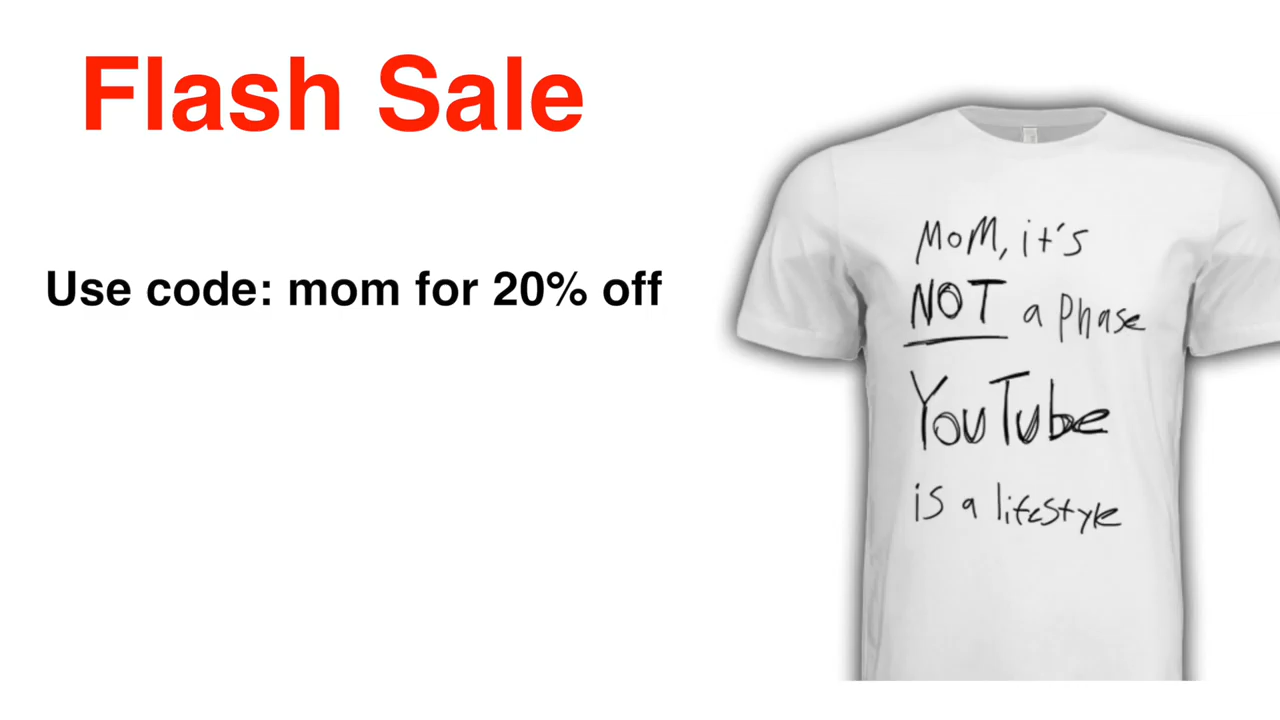 Flash Sale
Use code: mom for 20% off
MOM, it's
NOT a phase
YouTube
is a lifestyle